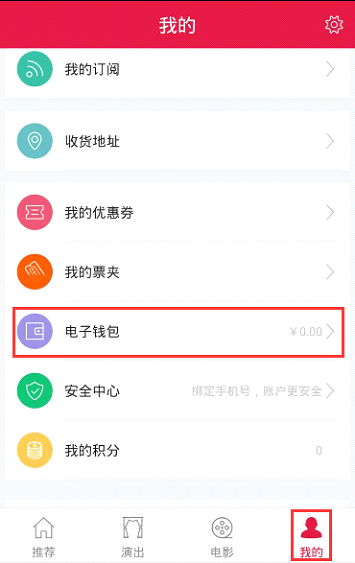 我的
我的订阅
收货地址
我的优惠券
我的票夹
电子钱包 ￥0.00
安全中心 绑定手机号，账户更安全
我的积分 0
推荐 演出 电影 我的